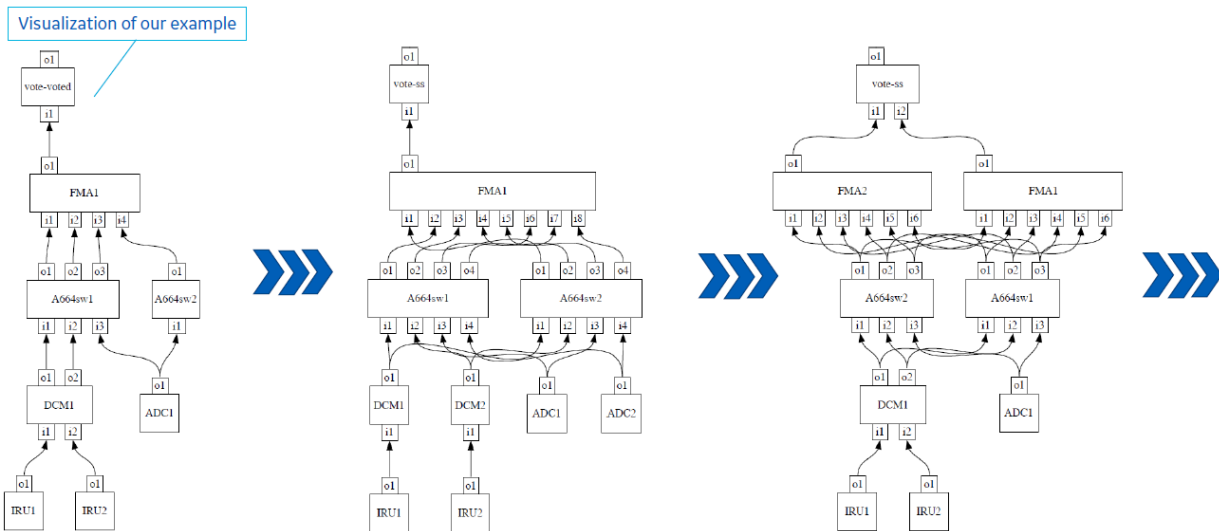 Visualization of our example
o1
vote-voted
i1
o1
FMA1
i1 i2 i3 i4
o1 o2 o3 o1
A664sw1 A664sw2
i1 i2 i3 i1
o1 o2 o1
DCM1 ADC1
i1 i2
o1 o1
IRU1 IRU2
o1
vote-ss
i1
o1
FMA1
i1 i2 i3 i4 i5 i6 i7 i8
o1 o2 o3 o4 o1 o2 o3 o4
A664sw1 A664sw2
i1 i2 i3 i4 i1 i2 i3 i4
o1 o1 o1 o1
DCM1 DCM2 ADC1 ADC2
i1 i1
o1 o1
IRU1 IRU2
o1
vote-ss
i1 i2
o1 o1
FMA2 FMA1
i1 i2 i3 i4 i5 i6 i1 i2 i3 i4 i5 i6
o1 o2 o3 o1 o2 o3
A664sw2 A664sw1
i1 i2 i3 i1 i2 i3
o1 o2 o1
DCM1 ADC1
i1 i2
o1 o1
IRU1 IRU2